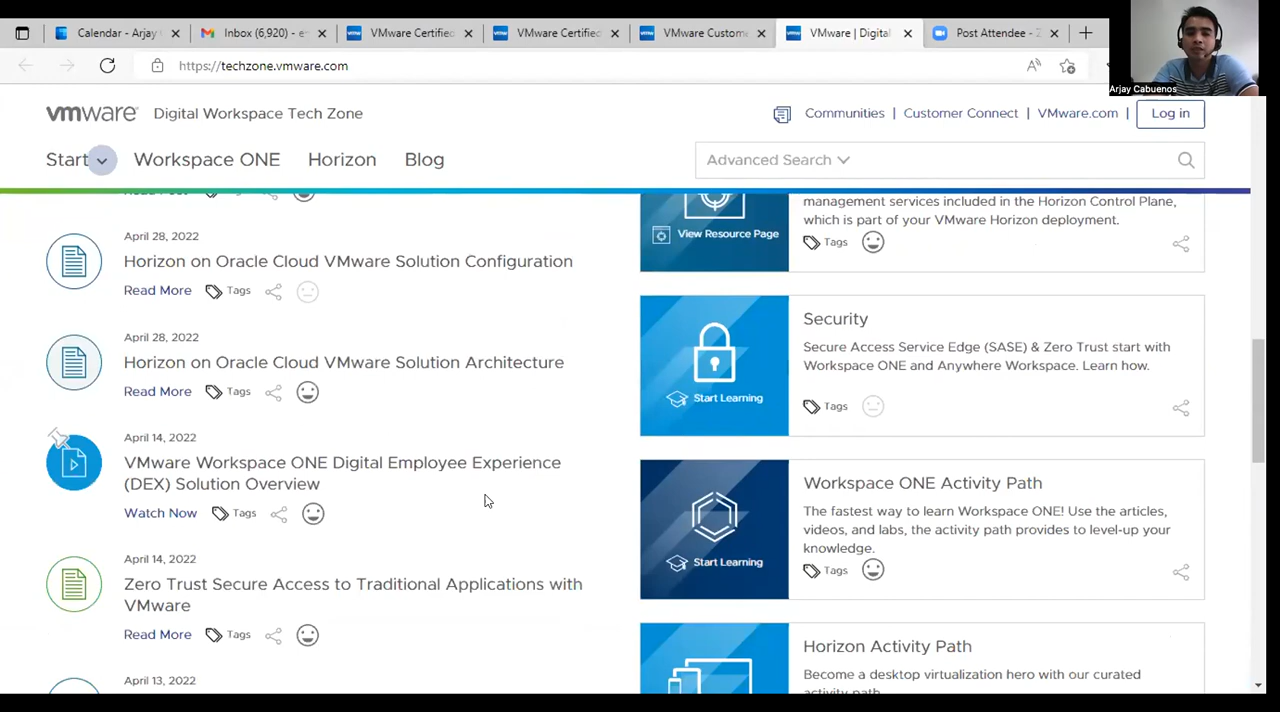 Calendar - Arjay
Inbox (6,920) - e
VMware Certified
VMware Certified
VMware Custome
VMware | Digital
Post Attendee - Z
https://techzone.vmware.com
Arjay Cabuenos
vmware® Digital Workspace Tech Zone
Communities | Customer Connect | VMware.com | Log in
Start Workspace ONE Horizon Blog
Advanced Search
April 28, 2022
Horizon on Oracle Cloud VMware Solution Configuration
Read More Tags
April 28, 2022
Horizon on Oracle Cloud VMware Solution Architecture
Read More Tags
April 14, 2022
VMware Workspace ONE Digital Employee Experience
(DEX) Solution Overview
Watch Now Tags
April 14, 2022
Zero Trust Secure Access to Traditional Applications with
VMware
Read More Tags
April 13, 2022
management services included in the Horizon Control Plane,
which is part of your VMware Horizon deployment.
View Resource Page
Tags
Security
Secure Access Service Edge (SASE) & Zero Trust start with
Workspace ONE and Anywhere Workspace. Learn how.
Start Learning
Tags
Workspace ONE Activity Path
The fastest way to learn Workspace ONE! Use the articles,
videos, and labs, the activity path provides to level-up your
knowledge.
Start Learning
Tags
Horizon Activity Path
Become a desktop virtualization hero with our curated
activity path